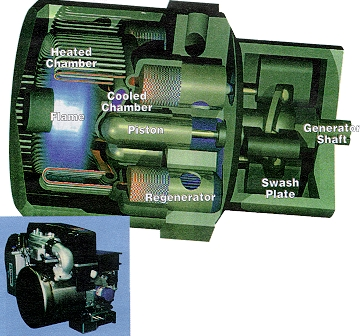 Heated
Chamber
Cooled
Chamber
Flame
Piston
Generator
Shaft
Swash
Plate
Regenerator